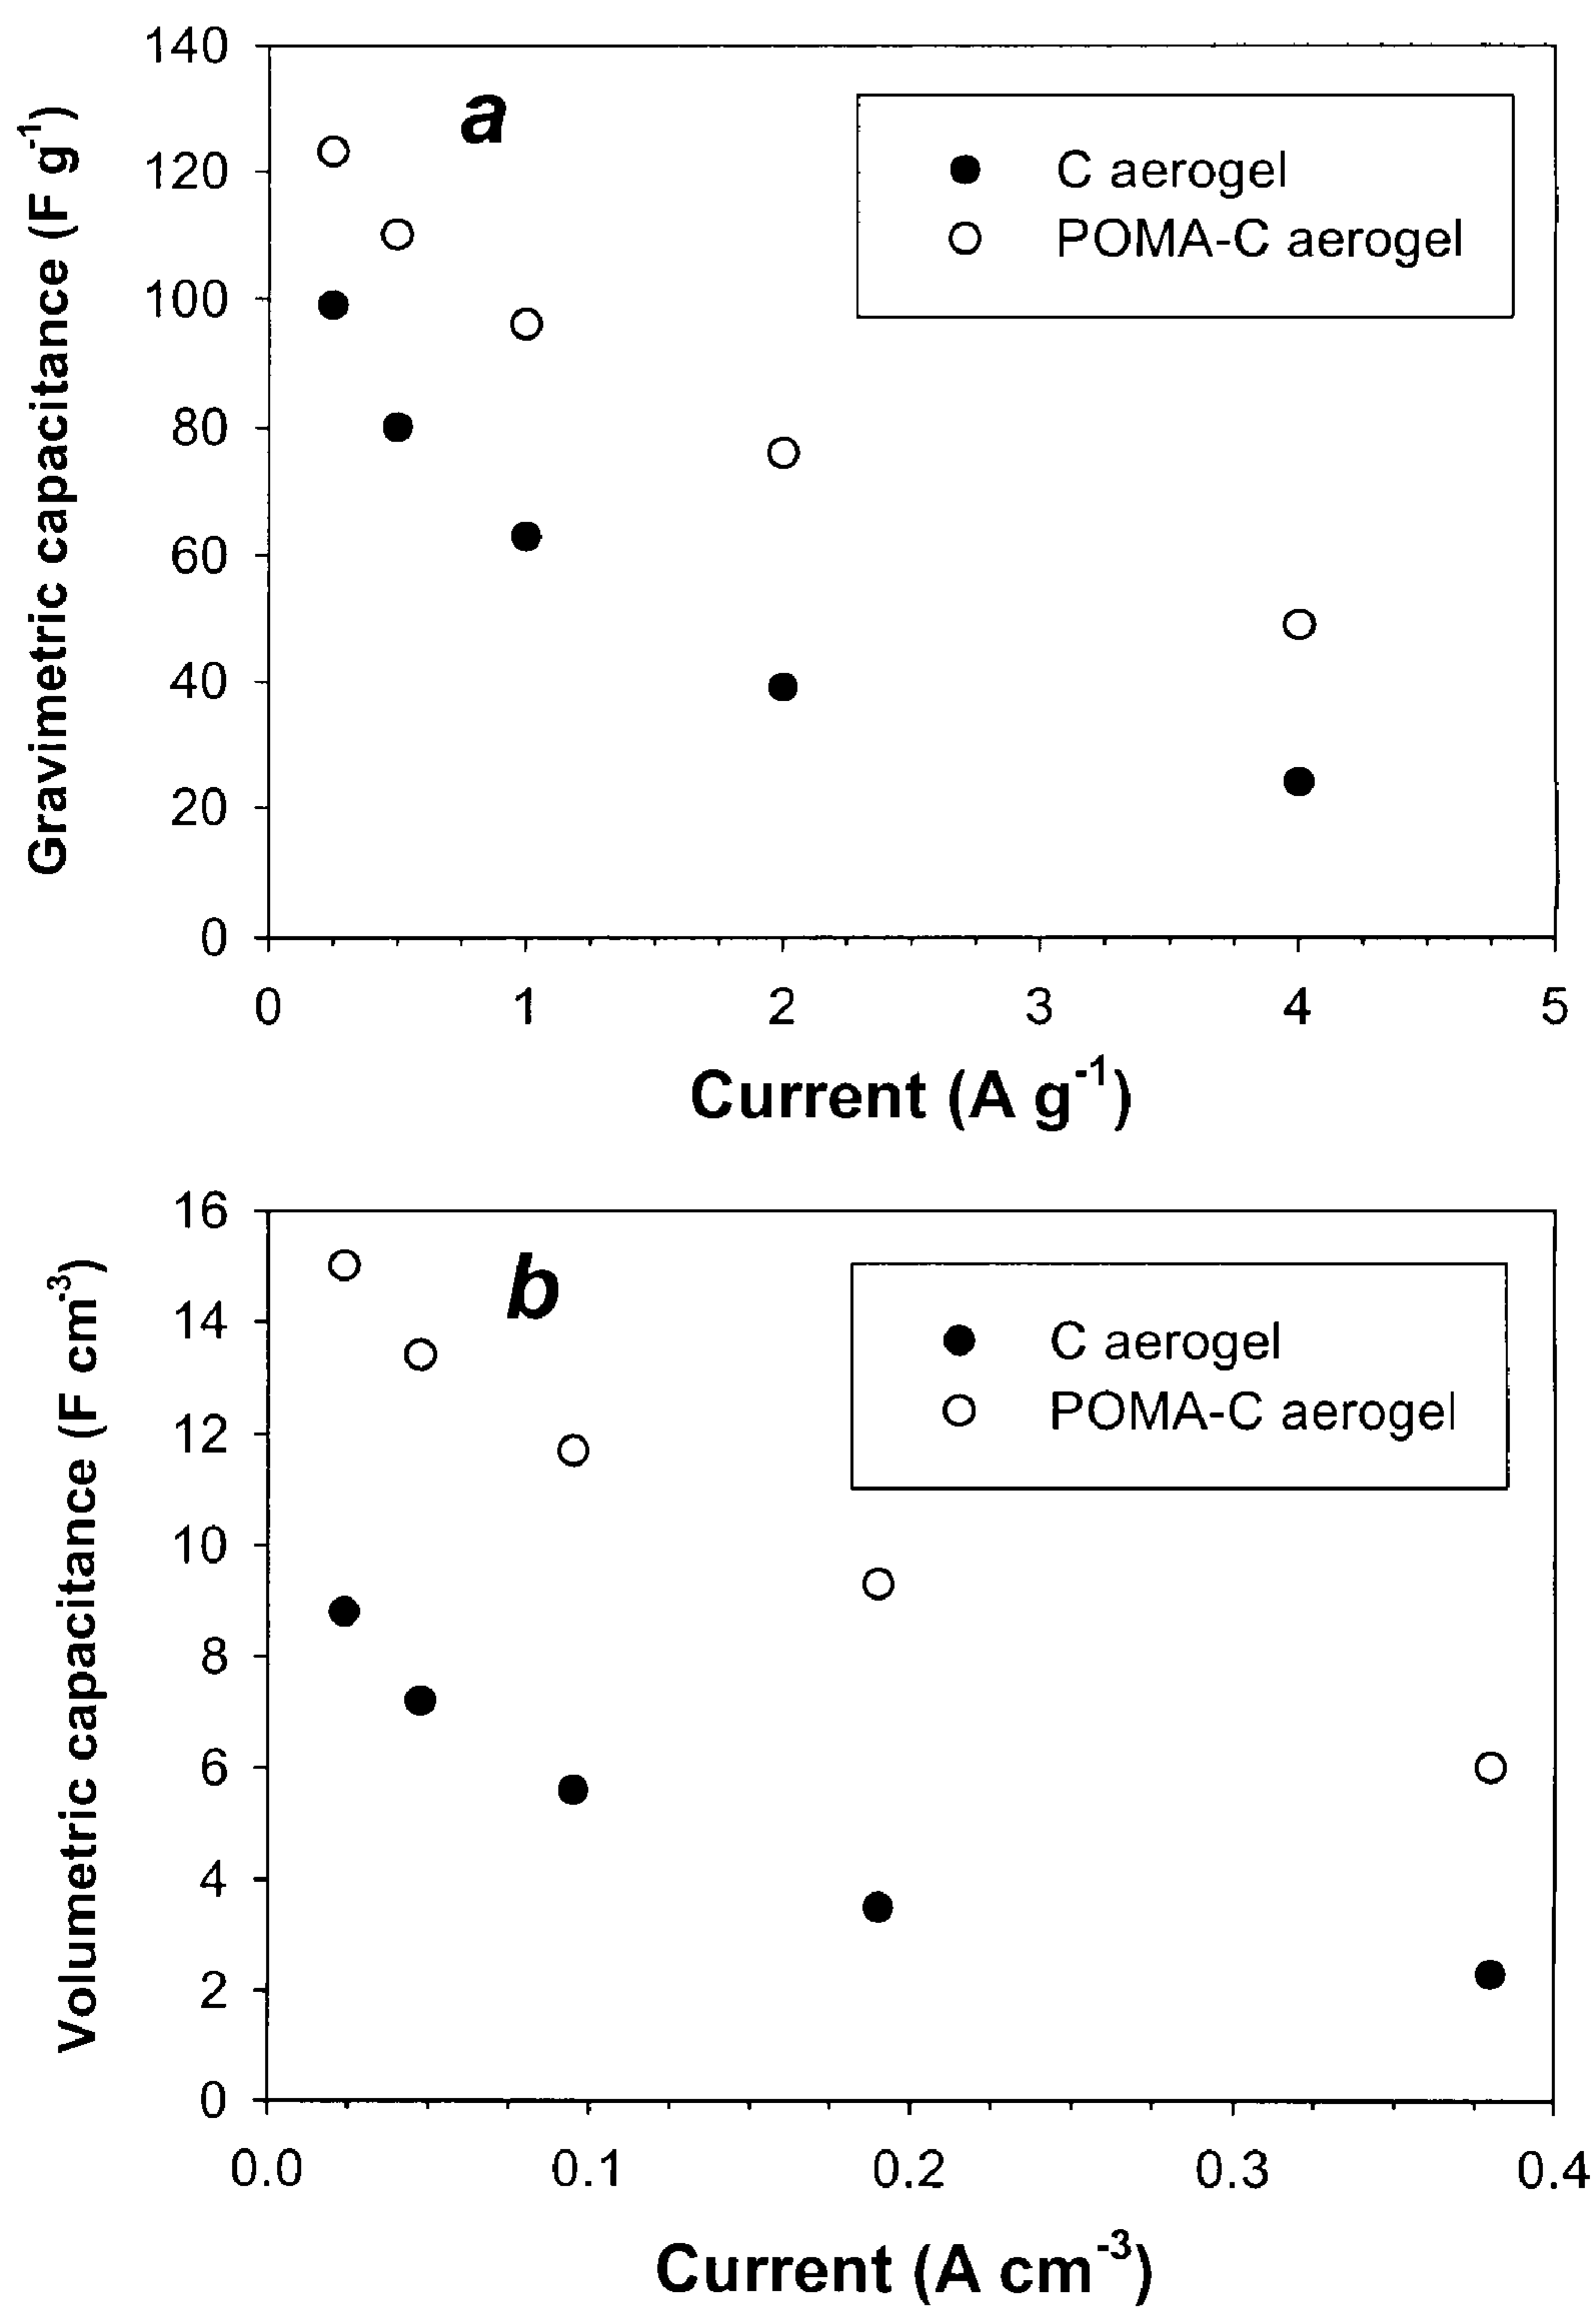 140
120
100
80
60
40
20
0
Gravimetric capacitance (F g⁻¹)
a
C aerogel
POMA-C aerogel
0 1 2 3 4 5
Current (A g⁻¹)
16
14
12
10
8
6
4
2
0
Volumetric capacitance (F cm⁻³)
b
C aerogel
POMA-C aerogel
0.0 0.1 0.2 0.3 0.4
Current (A cm⁻³)